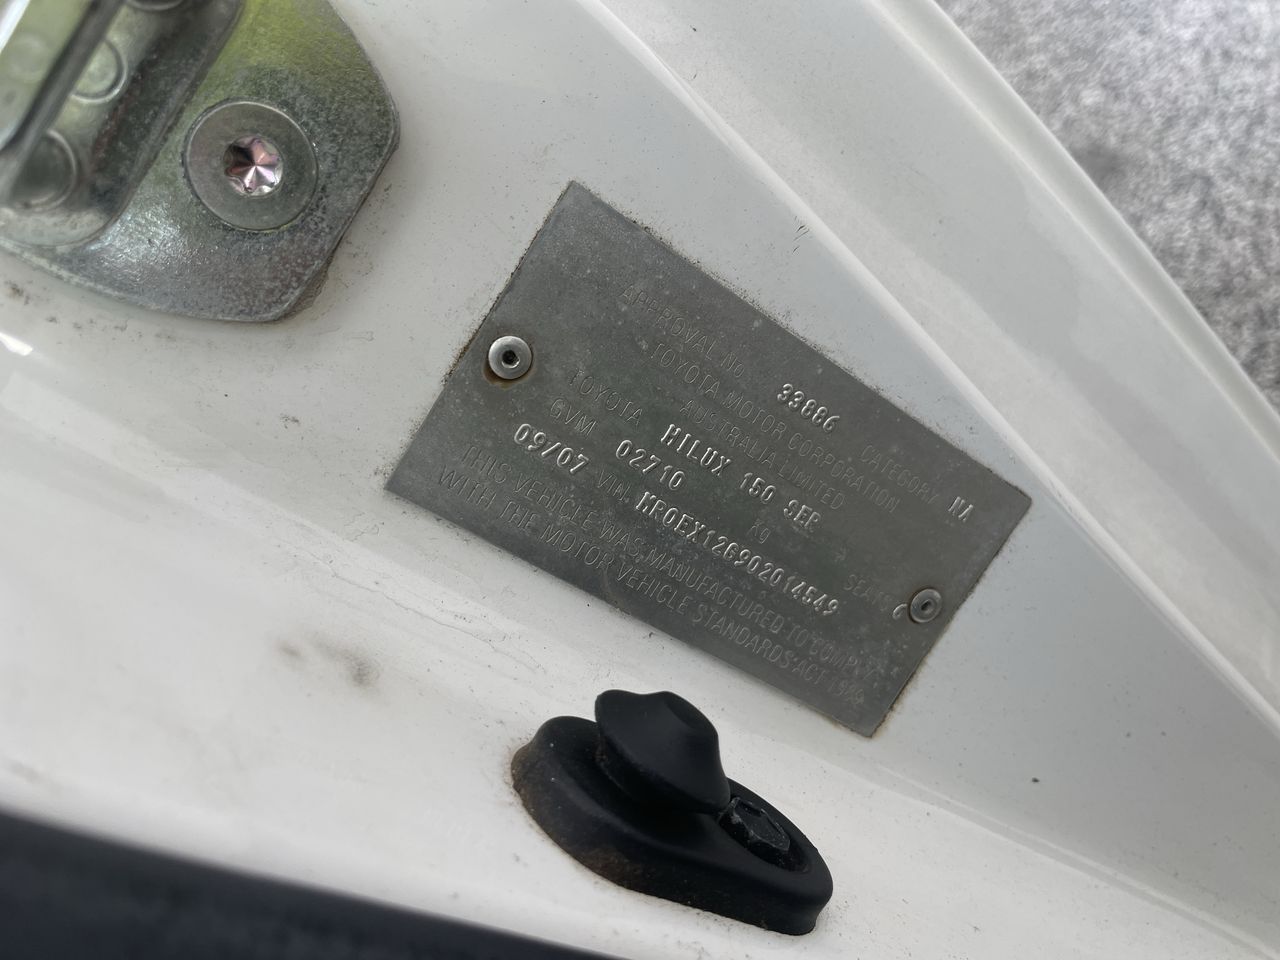 APPROVAL No 33886 CATEGORY NA
TOYOTA MOTOR CORPORATION
AUSTRALIA LIMITED
TOYOTA HILUX 150 SER
GVM 02710 kg SEATS 6
09/07 VIN. MR0EX12G902014549
THIS VEHICLE WAS MANUFACTURED TO COMPLY
WITH THE MOTOR VEHICLE STANDARDS ACT 1989